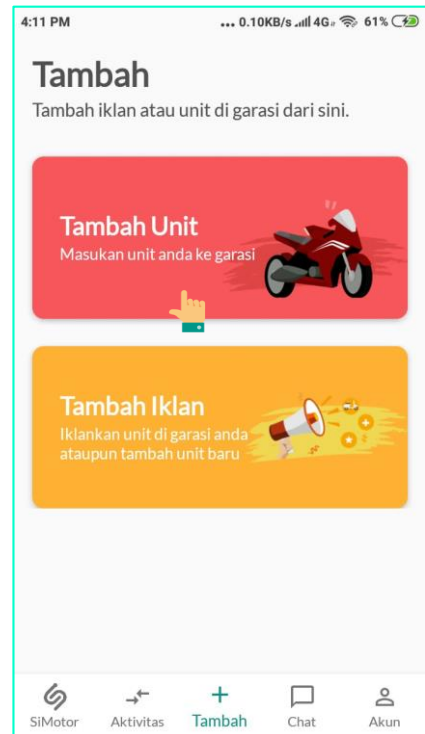 4:11 PM ... 0.10KB/s 4G 61%
Tambah
Tambah iklan atau unit di garasi dari sini.
Tambah Unit
Masukan unit anda ke garasi
Tambah Iklan
Iklankan unit di garasi anda
ataupun tambah unit baru
SiMotor Aktivitas Tambah Chat Akun